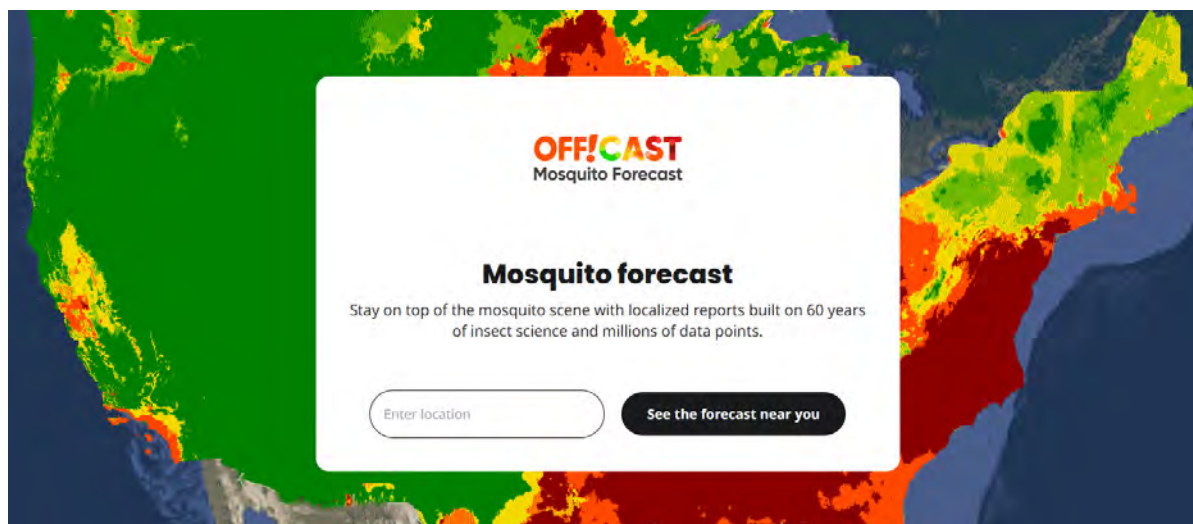 OFF!CAST
Mosquito Forecast
Mosquito forecast
Stay on top of the mosquito scene with localized reports built on 60 years
of insect science and millions of data points.
Enter location
See the forecast near you